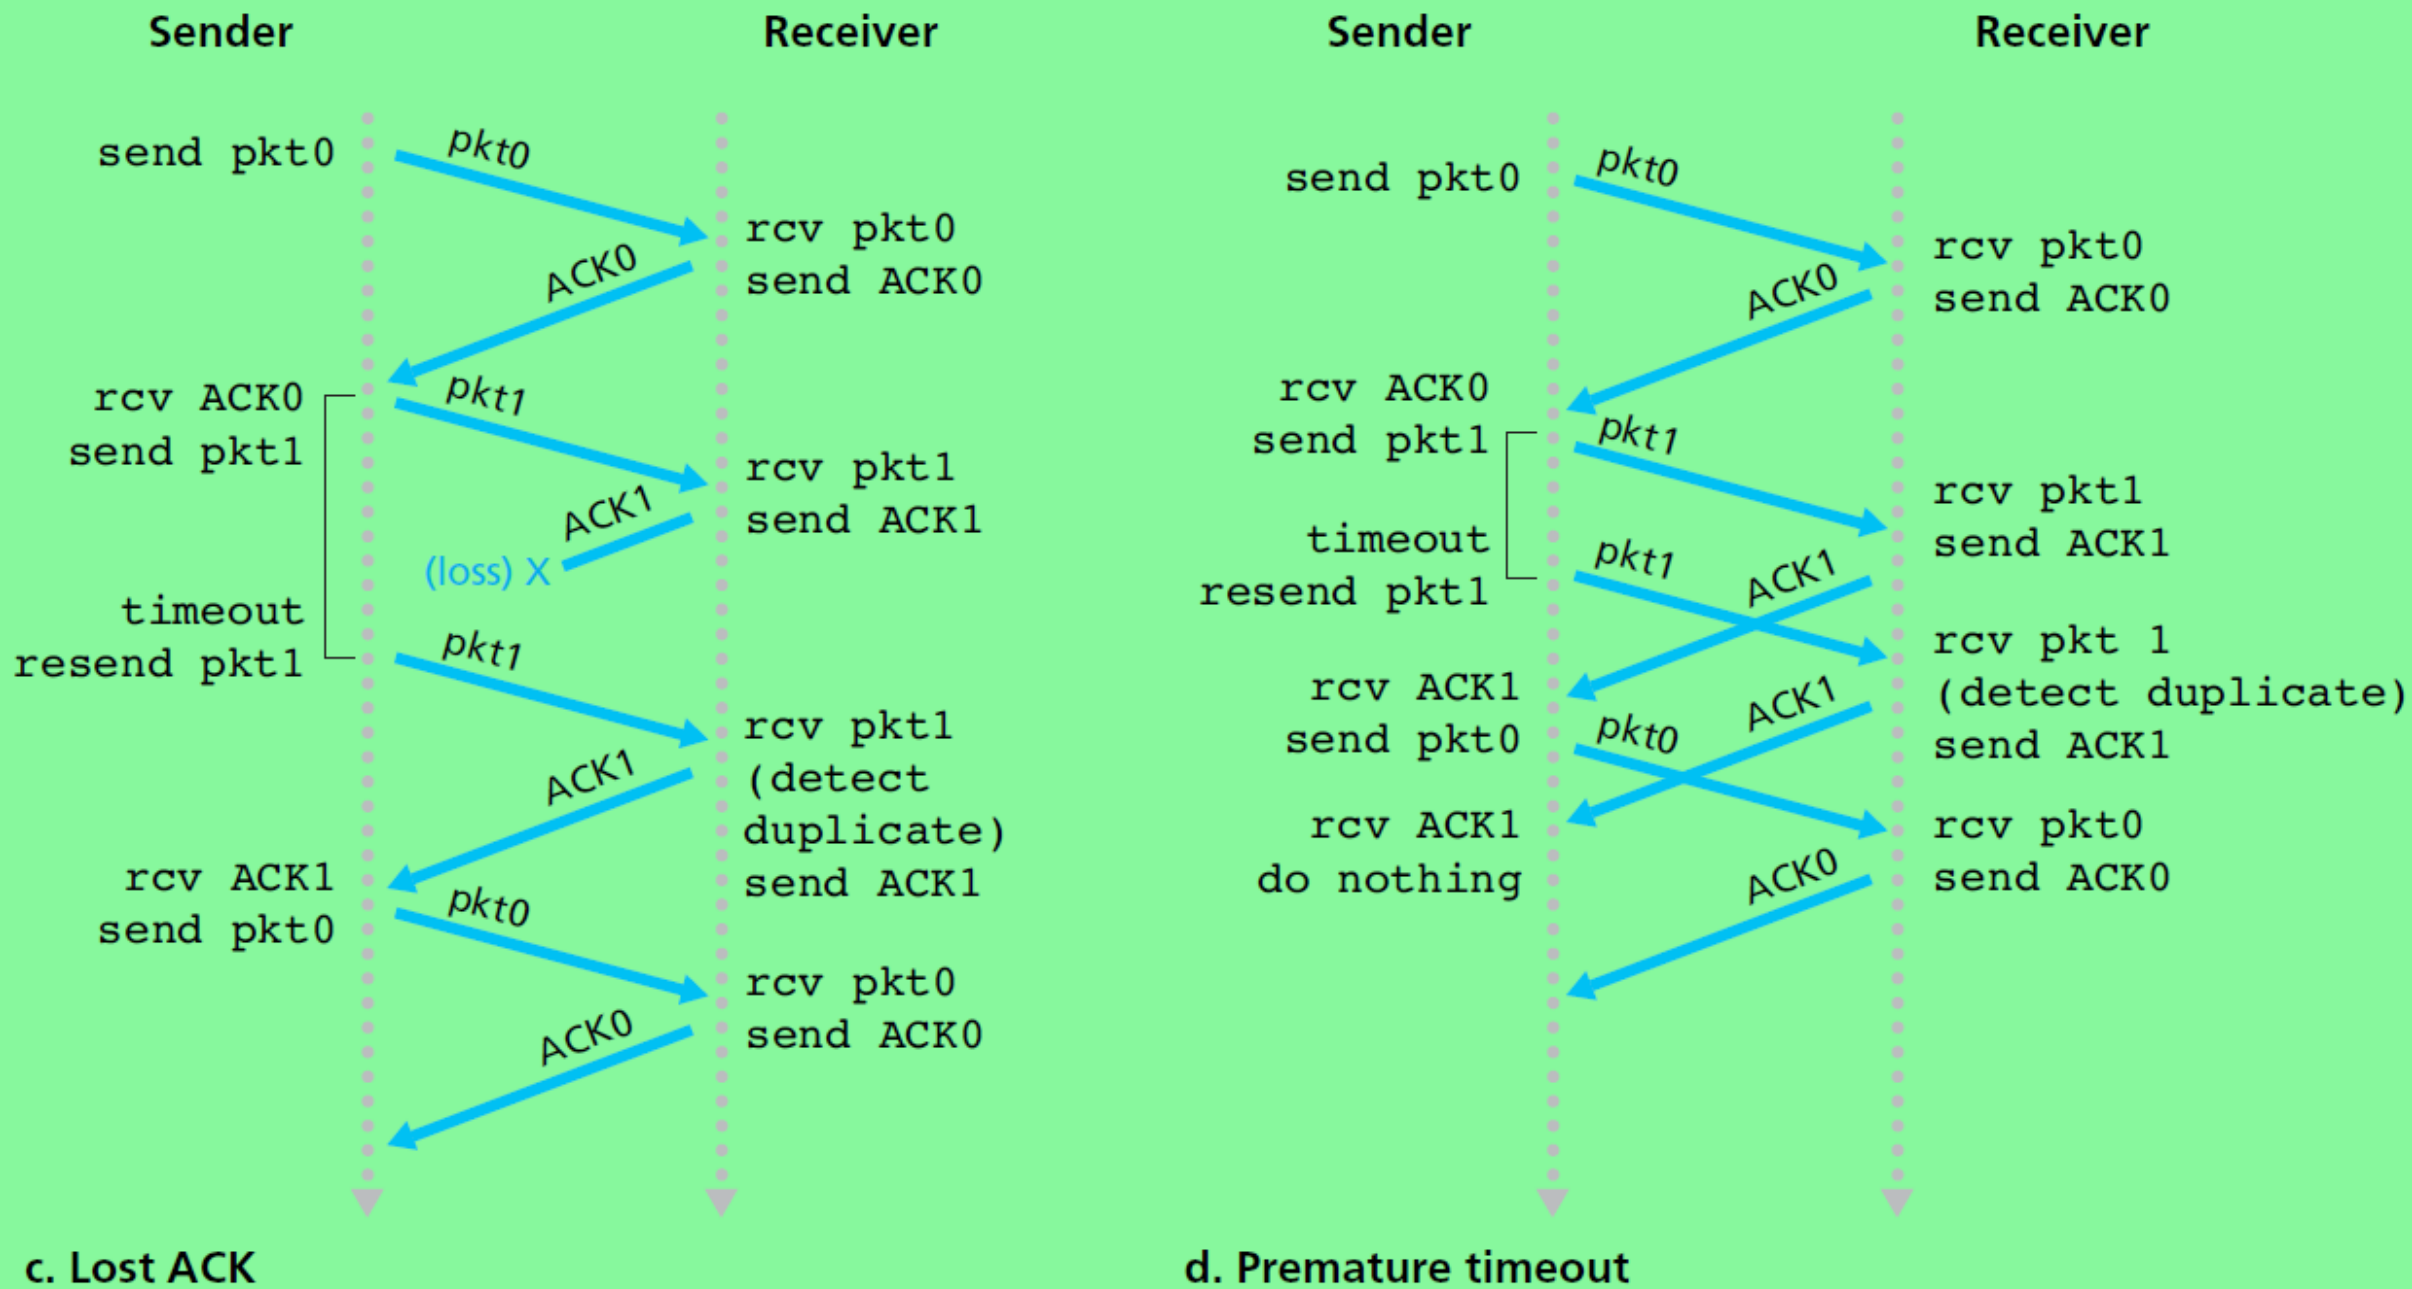 Sender
Receiver
send pkt0
pkt0
rcv pkt0
send ACK0
ACK0
rcv ACK0
send pkt1
pkt1
rcv pkt1
send ACK1
ACK1
(loss) X
timeout
resend pkt1
pkt1
rcv pkt1
(detect
duplicate)
send ACK1
ACK1
rcv ACK1
send pkt0
pkt0
rcv pkt0
send ACK0
ACK0
c. Lost ACK
Sender
Receiver
send pkt0
pkt0
rcv pkt0
send ACK0
ACK0
rcv ACK0
send pkt1
pkt1
rcv pkt1
send ACK1
timeout
resend pkt1
pkt1
ACK1
rcv pkt 1
(detect duplicate)
send ACK1
rcv ACK1
send pkt0
ACK1
pkt0
rcv ACK1
do nothing
rcv pkt0
send ACK0
ACK0
d. Premature timeout